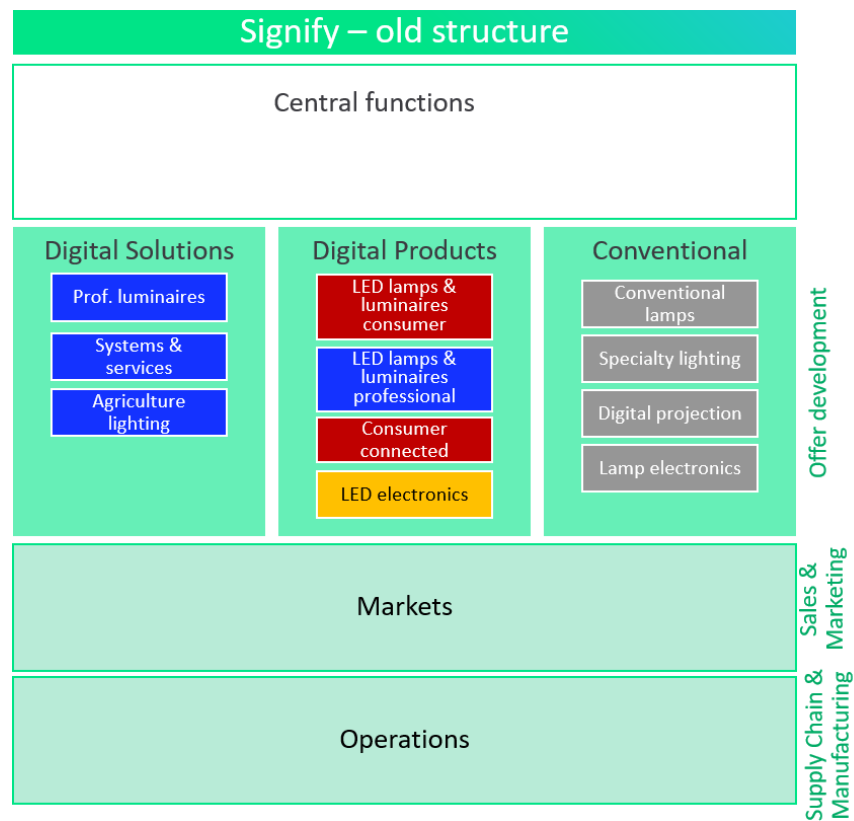 Signify – old structure
Central functions
Digital Solutions
Prof. luminaires
Systems &
services
Agriculture
lighting
Digital Products
LED lamps &
luminaires
consumer
LED lamps &
luminaires
professional
Consumer
connected
LED electronics
Conventional
Conventional
lamps
Specialty lighting
Digital projection
Lamp electronics
Offer development
Markets
Sales &
Marketing
Operations
Supply Chain &
Manufacturing